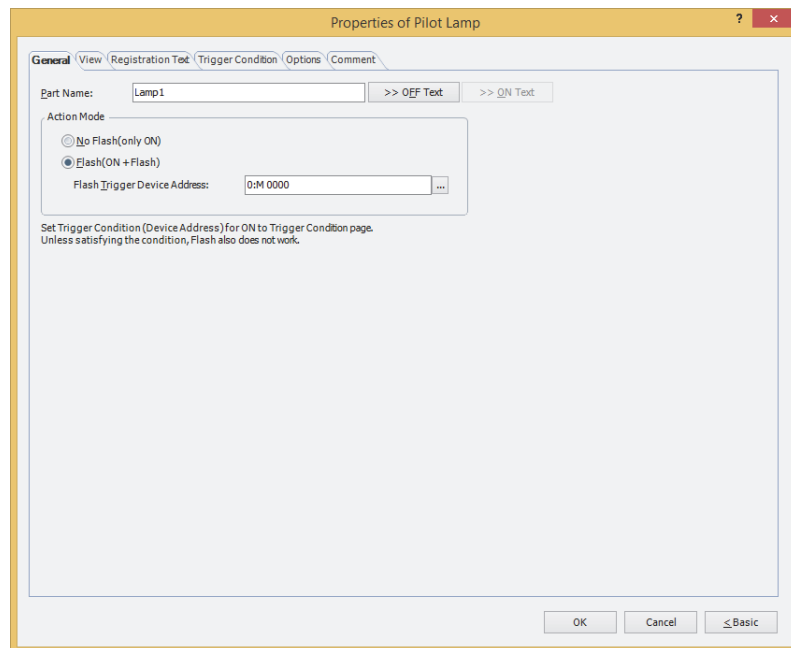 Properties of Pilot Lamp
?
General View Registration Text Trigger Condition Options Comment
Part Name: Lamp1 >> OFF Text >> ON Text
Action Mode
No Flash(only ON)
Flash(ON +Flash)
Flash Trigger Device Address: 0:M 0000 ...
Set Trigger Condition (Device Address) for ON to Trigger Condition page.
Unless satisfying the condition, Flash also does not work.
OK Cancel < Basic